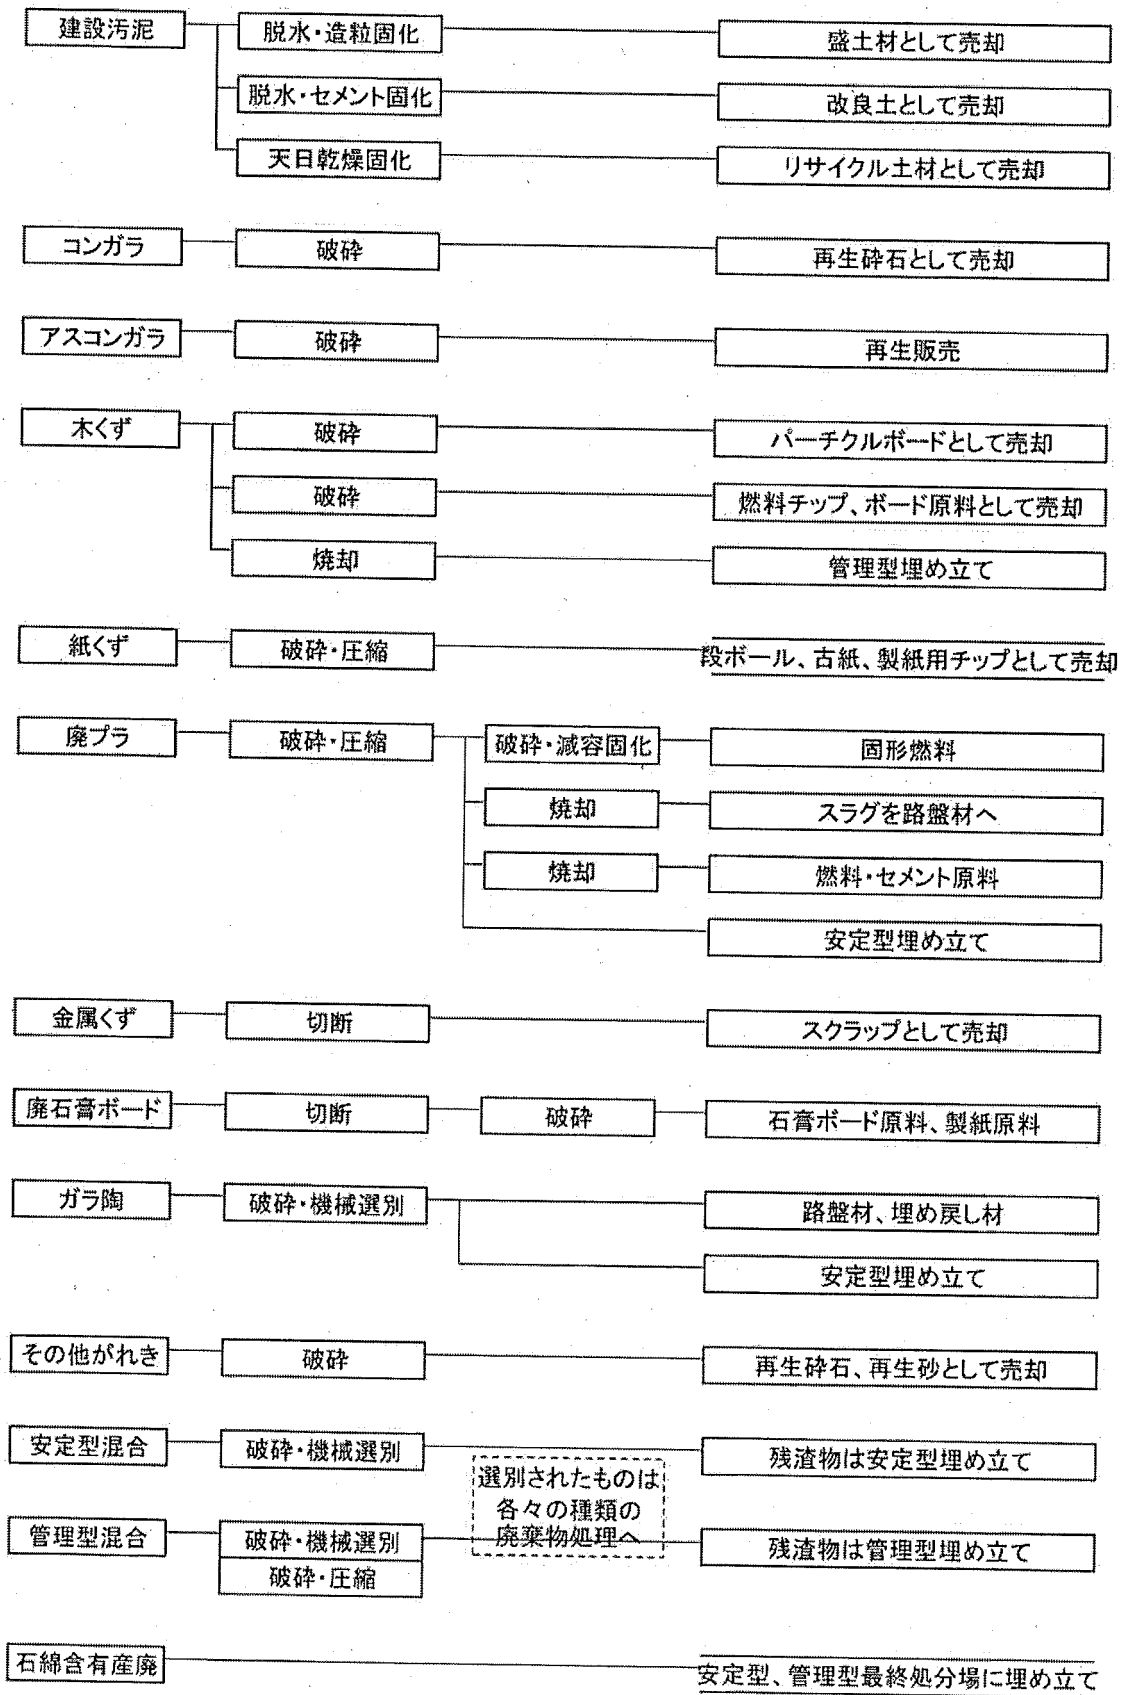 建設汚泥
脱水・造粒固化
盛土材として売却
脱水・セメント固化
改良土として売却
天日乾燥固化
リサイクル土材として売却
コンガラ
破砕
再生砕石として売却
アスコンガラ
破砕
再生販売
木くず
破砕
パーチクルボードとして売却
破砕
燃料チップ、ボード原料として売却
焼却
管理型埋め立て
紙くず
破砕・圧縮
段ボール、古紙、製紙用チップとして売却
廃プラ
破砕・圧縮
破砕・減容固化
固形燃料
焼却
スラグを路盤材へ
焼却
燃料・セメント原料
安定型埋め立て
金属くず
切断
スクラップとして売却
廃石膏ボード
切断
破砕
石膏ボード原料、製紙原料
ガラ陶
破砕・機械選別
路盤材、埋め戻し材
安定型埋め立て
その他がれき
破砕
再生砕石、再生砂として売却
安定型混合
破砕・機械選別
残渣物は安定型埋め立て
選別されたものは
各々の種類の
廃棄物処理へ
管理型混合
破砕・機械選別
残渣物は管理型埋め立て
破砕・圧縮
石綿含有産廃
安定型、管理型最終処分場に埋め立て